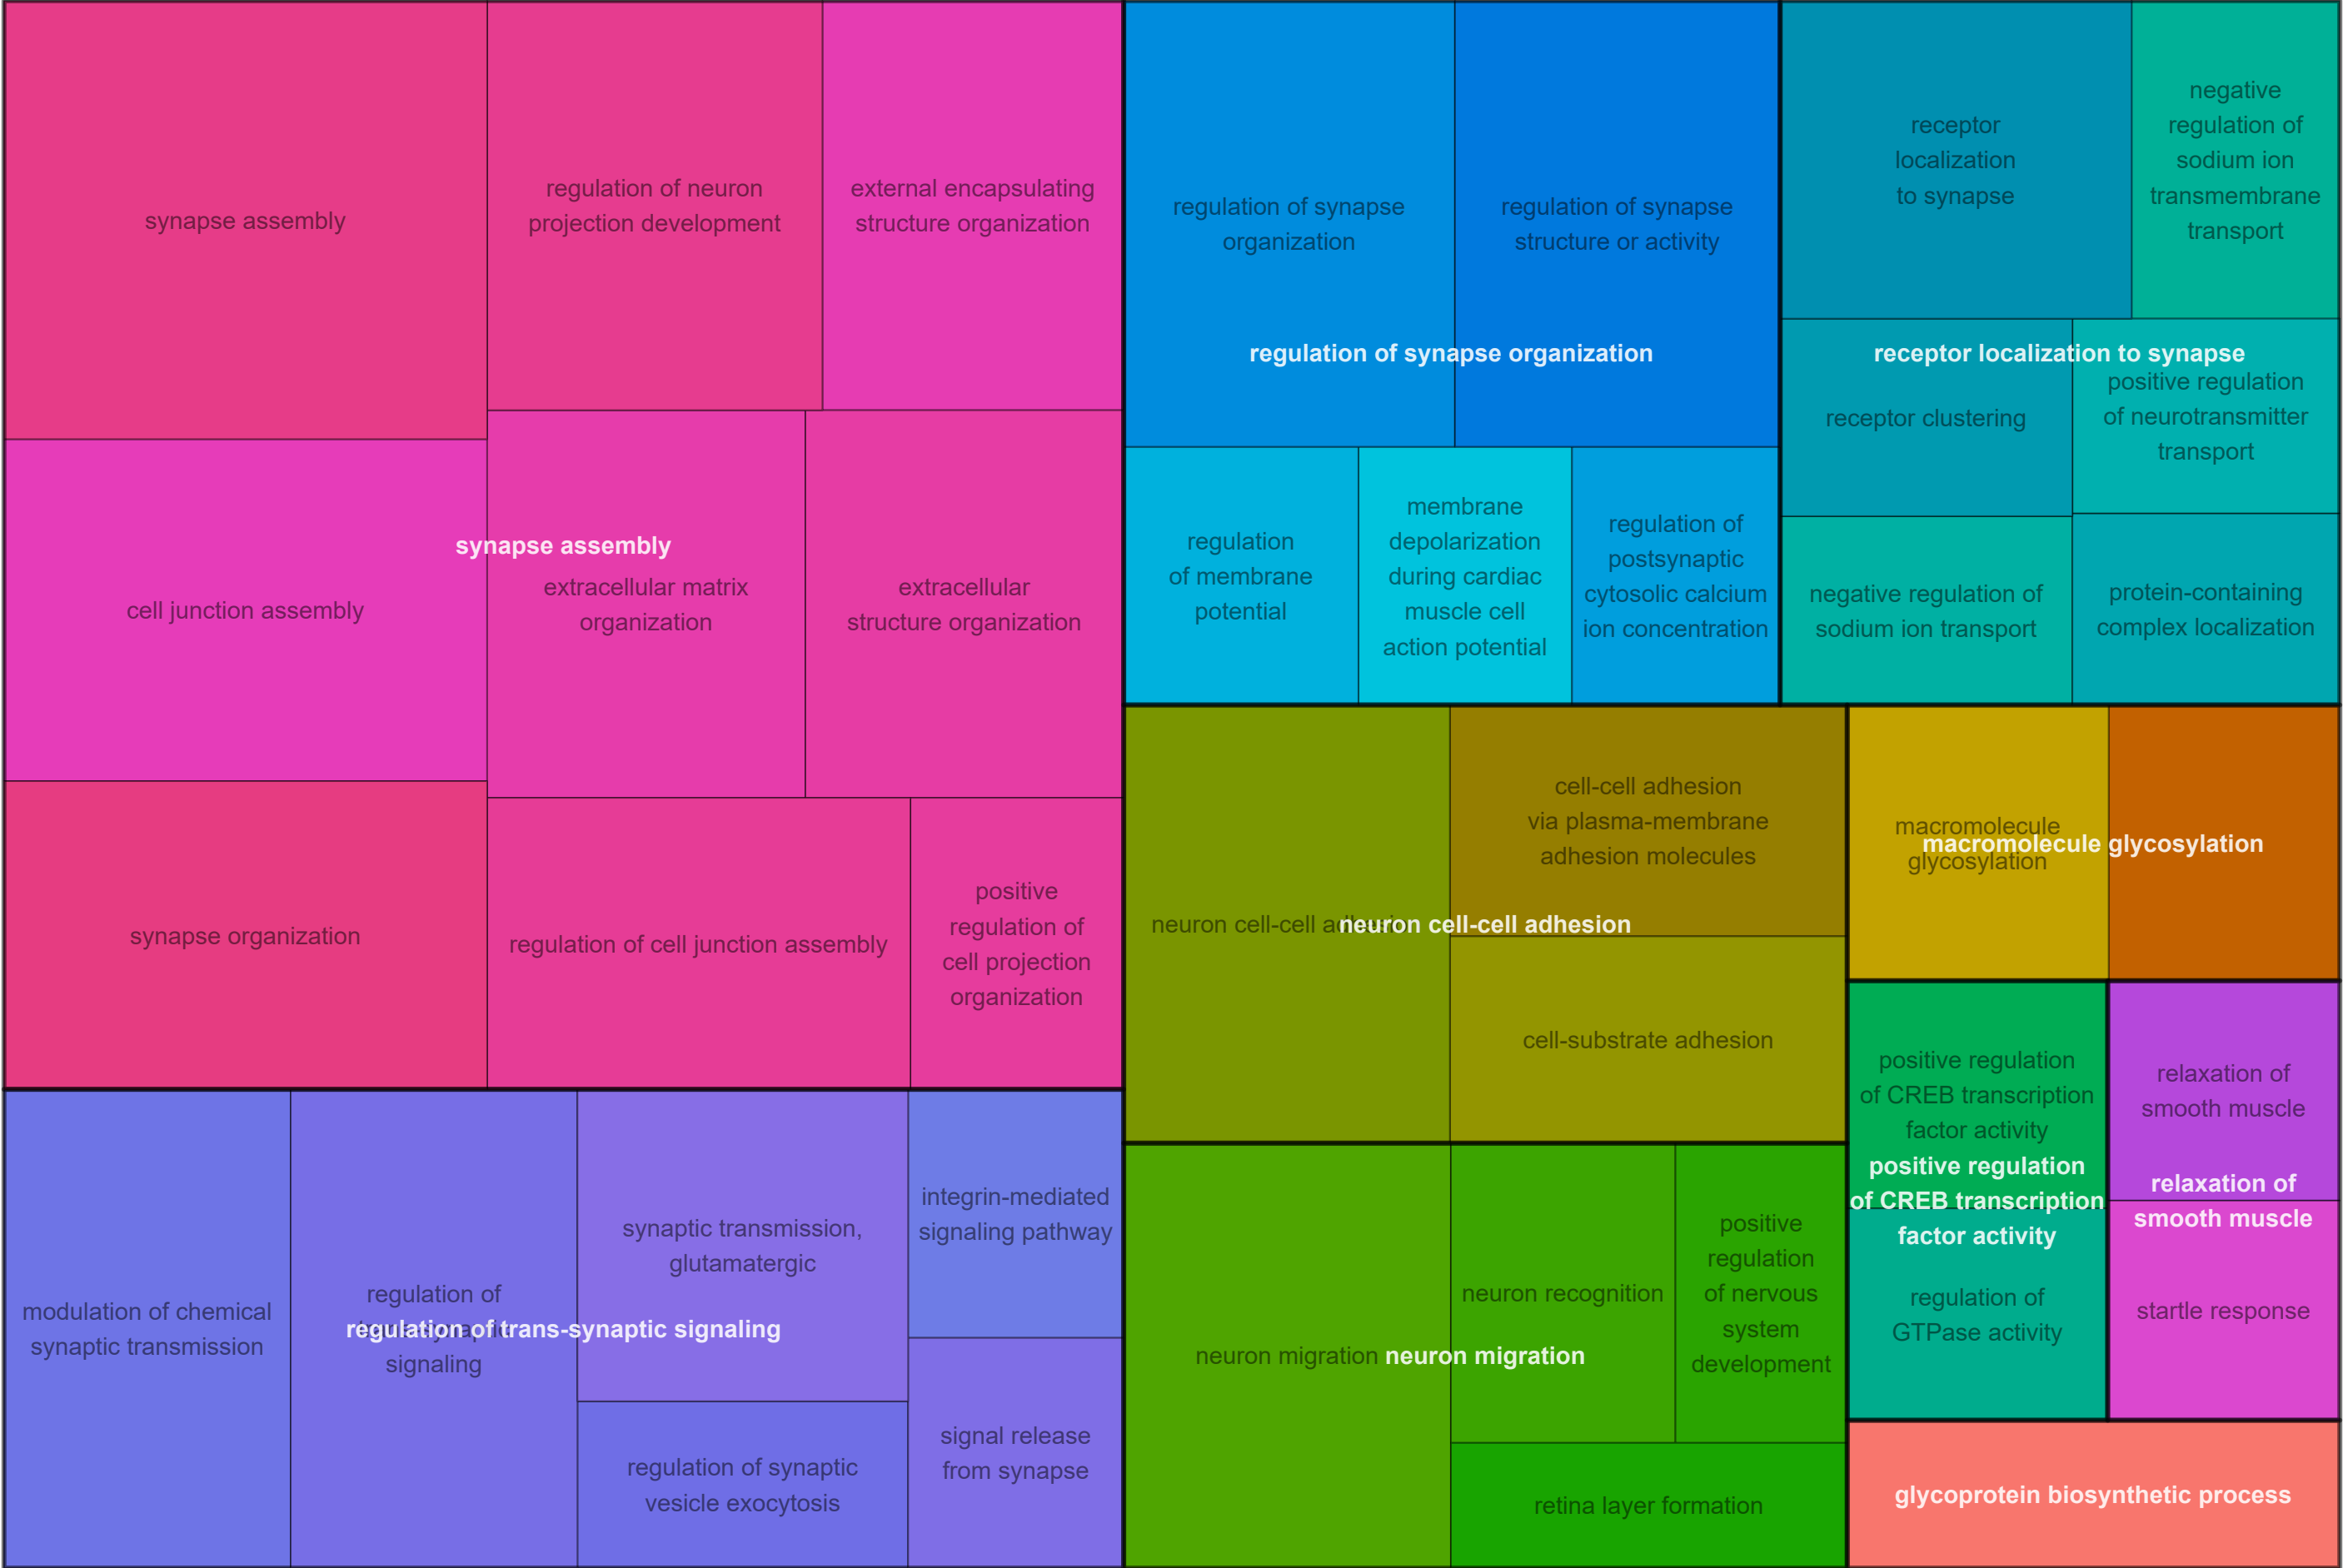 synapse assembly
regulation of neuron
projection development
external encapsulating
structure organization
cell junction assembly
synapse assembly
extracellular matrix
organization
extracellular
structure organization
synapse organization
regulation of cell junction assembly
positive
regulation of
cell projection
organization
regulation of synapse
organization
regulation of synapse
structure or activity
regulation of synapse organization
regulation
of membrane
potential
membrane
depolarization
during cardiac
muscle cell
action potential
regulation of
postsynaptic
cytosolic calcium
ion concentration
receptor
localization
to synapse
negative
regulation of
sodium ion
transmembrane
transport
receptor localization to synapse
receptor clustering
positive regulation
of neurotransmitter
transport
negative regulation of
sodium ion transport
protein-containing
complex localization
neuron cell-cell adhesion
cell-cell adhesion
via plasma-membrane
adhesion molecules
neuron cell-cell adhesion
cell-substrate adhesion
macromolecule
glycosylation
macromolecule glycosylation
modulation of chemical
synaptic transmission
regulation of
trans-synaptic
signaling
regulation of trans-synaptic signaling
synaptic transmission,
glutamatergic
integrin-mediated
signaling pathway
regulation of synaptic
vesicle exocytosis
signal release
from synapse
neuron migration
neuron migration
neuron recognition
positive
regulation
of nervous
system
development
retina layer formation
positive regulation
of CREB transcription
factor activity
positive regulation
of CREB transcription
factor activity
regulation of
GTPase activity
relaxation of
smooth muscle
relaxation of
smooth muscle
startle response
glycoprotein biosynthetic process